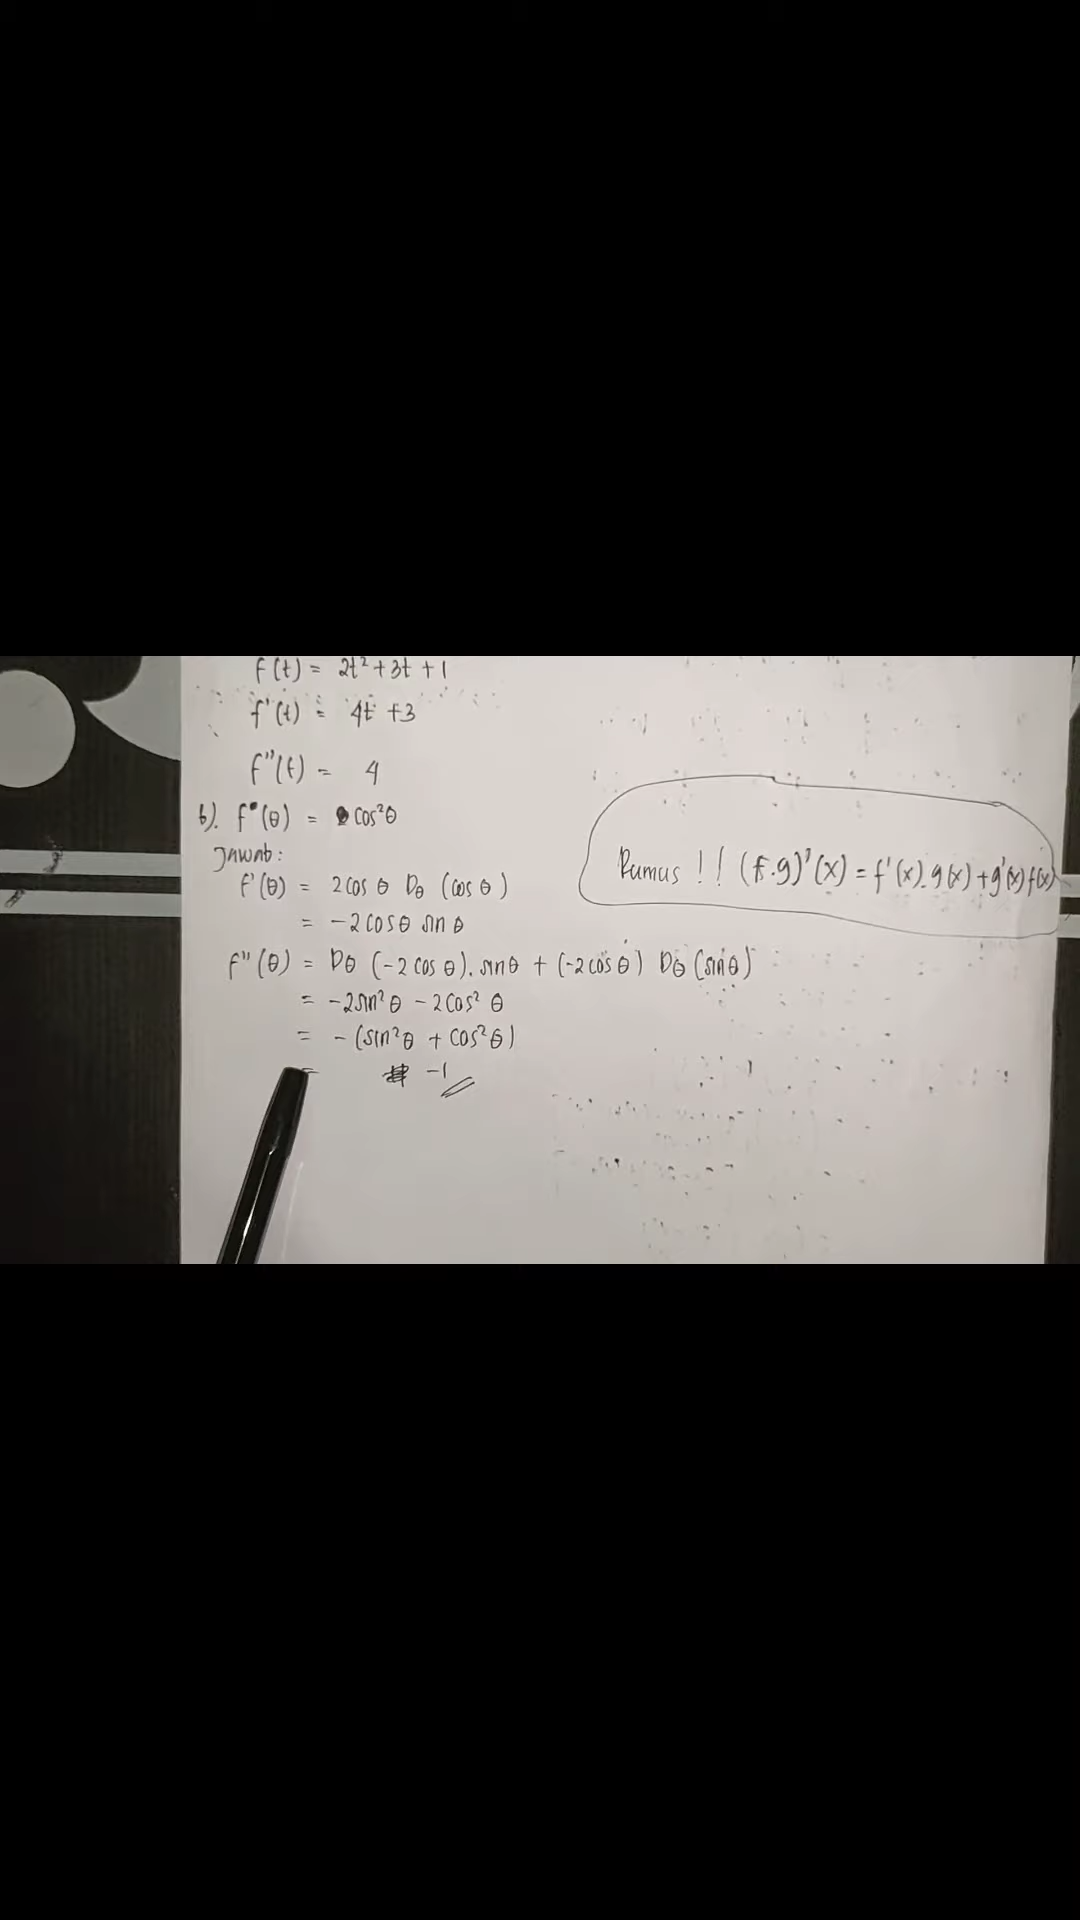 f(t) = 2t² + 3t + 1
f'(t) = 4t + 3
f''(t) = 4
b). f(θ) = cos²θ
Jawab:
f'(θ) = 2 cos θ Dθ (cos θ)
= -2 cos θ sin θ
f''(θ) = Dθ (-2 cos θ). sin θ + (-2 cos θ) Dθ (sin θ)
= -2 sin² θ - 2 cos² θ
= - (sin² θ + cos² θ)
= -1
Rumus !! (f.g)'(x) = f'(x). g(x) + g'(x) f(x)